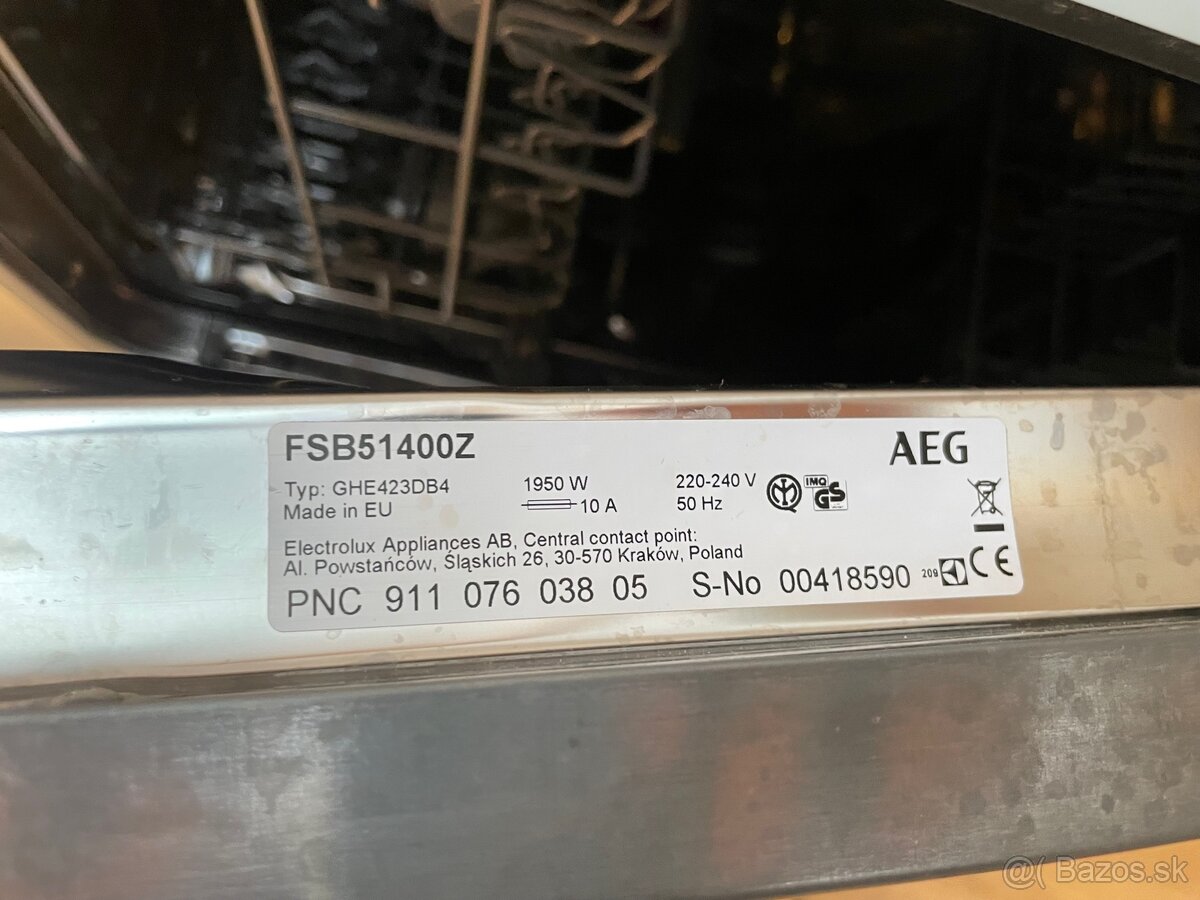 FSB51400Z
AEG
Typ: GHE423DB4
1950 W
220-240 V
IMQ
GS
Made in EU
10 A
50 Hz
Electrolux Appliances AB, Central contact point:
Al. Powstańców, Śląskich 26, 30-570 Kraków, Poland
PNC 911 076 038 05 S-No 00418590
209
CE
@( Bazos.sk